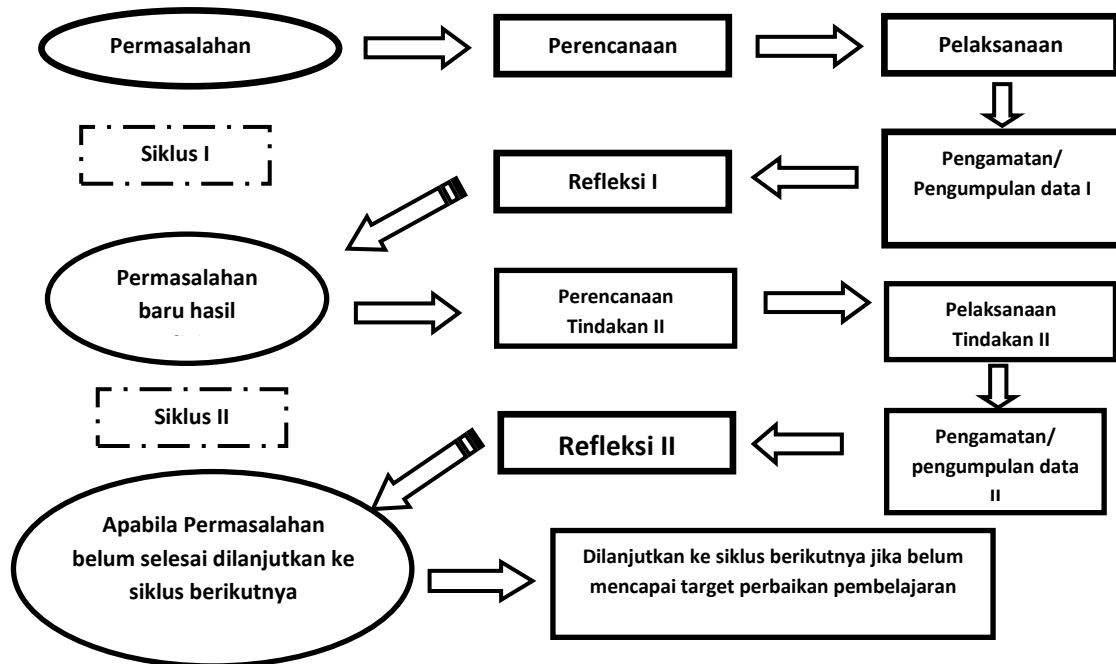 Permasalahan
Perencanaan
Pelaksanaan
Siklus I
Refleksi I
Pengamatan/
Pengumpulan data I
Permasalahan
baru hasil
Perencanaan
Tindakan II
Pelaksanaan
Tindakan II
Siklus II
Refleksi II
Pengamatan/
pengumpulan data
II
Apabila Permasalahan
belum selesai dilanjutkan ke
siklus berikutnya
Dilanjutkan ke siklus berikutnya jika belum
mencapai target perbaikan pembelajaran